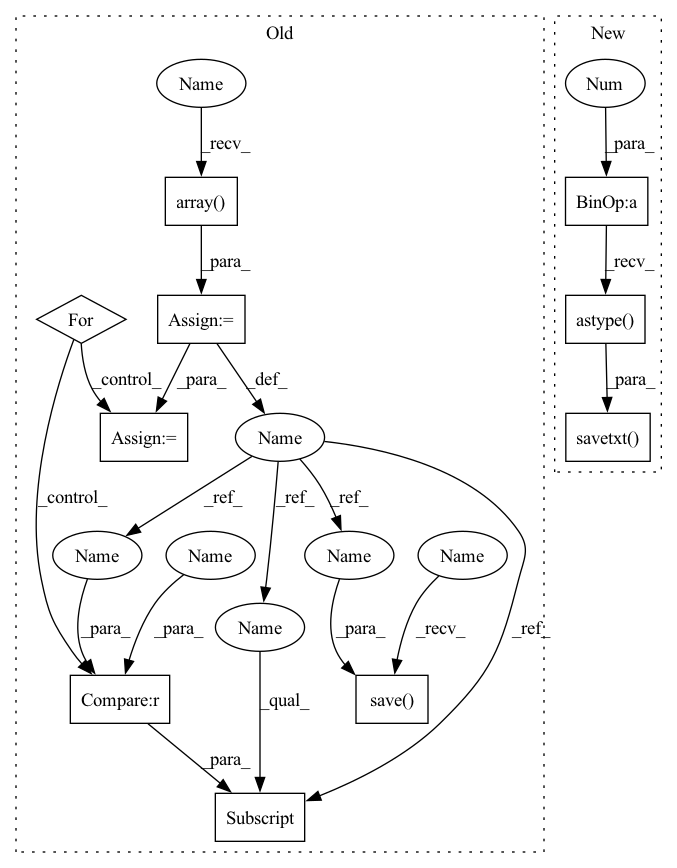 Old
New
Name
Num
_recv_
_para_
array()
BinOp:a
_para_
_recv_
For
Assign:=
astype()
_control_
_para_
_def_
_para_
Assign:=
Name
savetxt()
_control_
_ref_
_ref_
_ref_
Name
Name
Name
Name
_para_
_para_
Name
_para_
_recv_
_ref_
Compare:r
_qual_
save()
_para_
Subscript